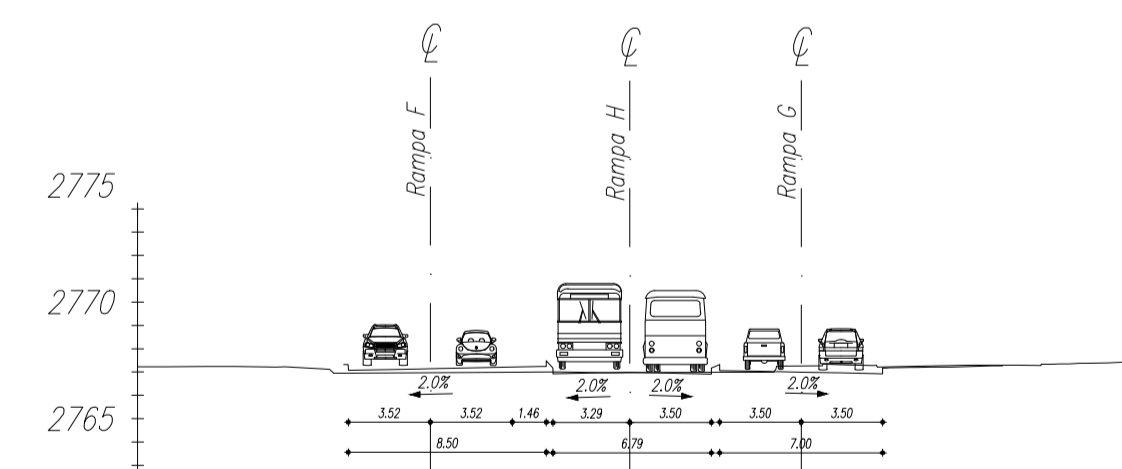 ℄ ℄ ℄
Rampa F
Rampa H
Rampa G
2775
2770
2765
2.0% 2.0% 2.0% 2.0%
3.52 3.52 1.46 3.29 3.50 3.50 3.50
8.50 6.79 7.00